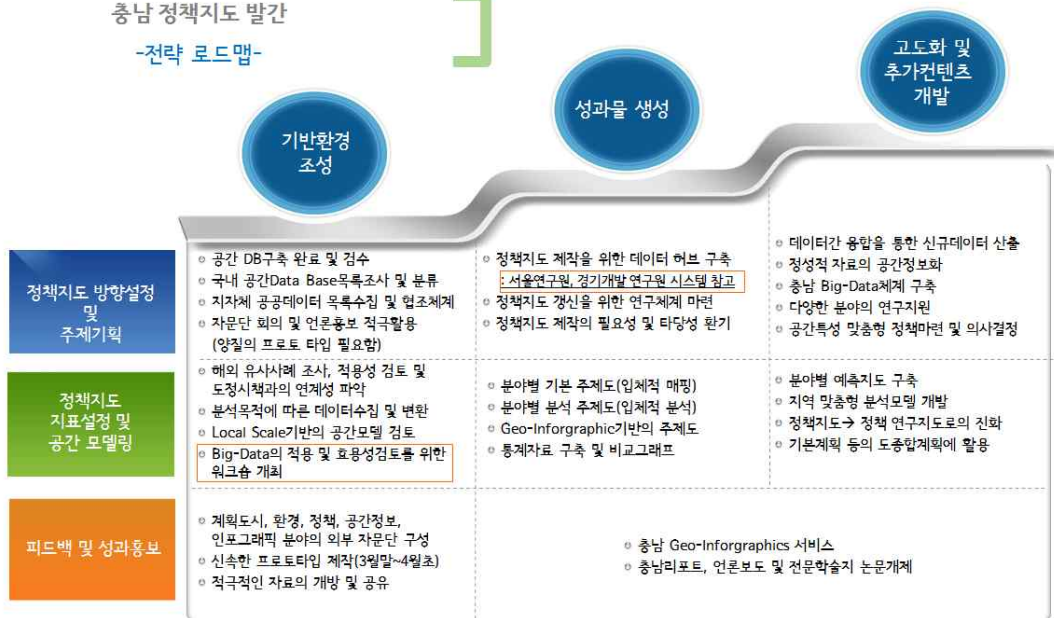 충남 정책지도 발간
-전략 로드맵-
기반환경
조성
성과물 생성
고도화 및
추가컨텐츠
개발
정책지도 방향설정
및
주제기획
공간 DB구축 완료 및 검수
국내 공간Data Base목록조사 및 분류
지자체 공공데이터 목록수집 및 협조체계
자문단 회의 및 언론홍보 적극활용
(양질의 프로토 타입 필요함)
정책지도 제작을 위한 데이터 허브 구축
: 서울연구원, 경기개발 연구원 시스템 참고
정책지도 갱신을 위한 연구체계 마련
정책지도 제작의 필요성 및 타당성 환기
데이터간 융합을 통한 신규데이터 산출
정성적 자료의 공간정보화
충남 Big-Data체계 구축
다양한 분야의 연구지원
공간특성 맞춤형 정책마련 및 의사결정
정책지도
지표설정 및
공간 모델링
해외 유사사례 조사, 적용성 검토 및
도정시책과의 연계성 파악
분석목적에 따른 데이터수집 및 변환
Local Scale기반의 공간모델 검토
Big-Data의 적용 및 효용성검토를 위한
워크숍 개최
분야별 기본 주제도(입체적 매핑)
분야별 분석 주제도(입체적 분석)
Geo-Inforgraphic기반의 주제도
통계자료 구축 및 비교그래프
분야별 예측지도 구축
지역 맞춤형 분석모델 개발
정책지도→ 정책 연구지도로의 진화
기본계획 등의 도종합계획에 활용
피드백 및 성과홍보
계획도시, 환경, 정책, 공간정보,
인포그래픽 분야의 외부 자문단 구성
신속한 프로토타입 제작(3월말~4월초)
적극적인 자료의 개방 및 공유
충남 Geo-Inforgraphics 서비스
충남리포트, 언론보도 및 전문학술지 논문개제